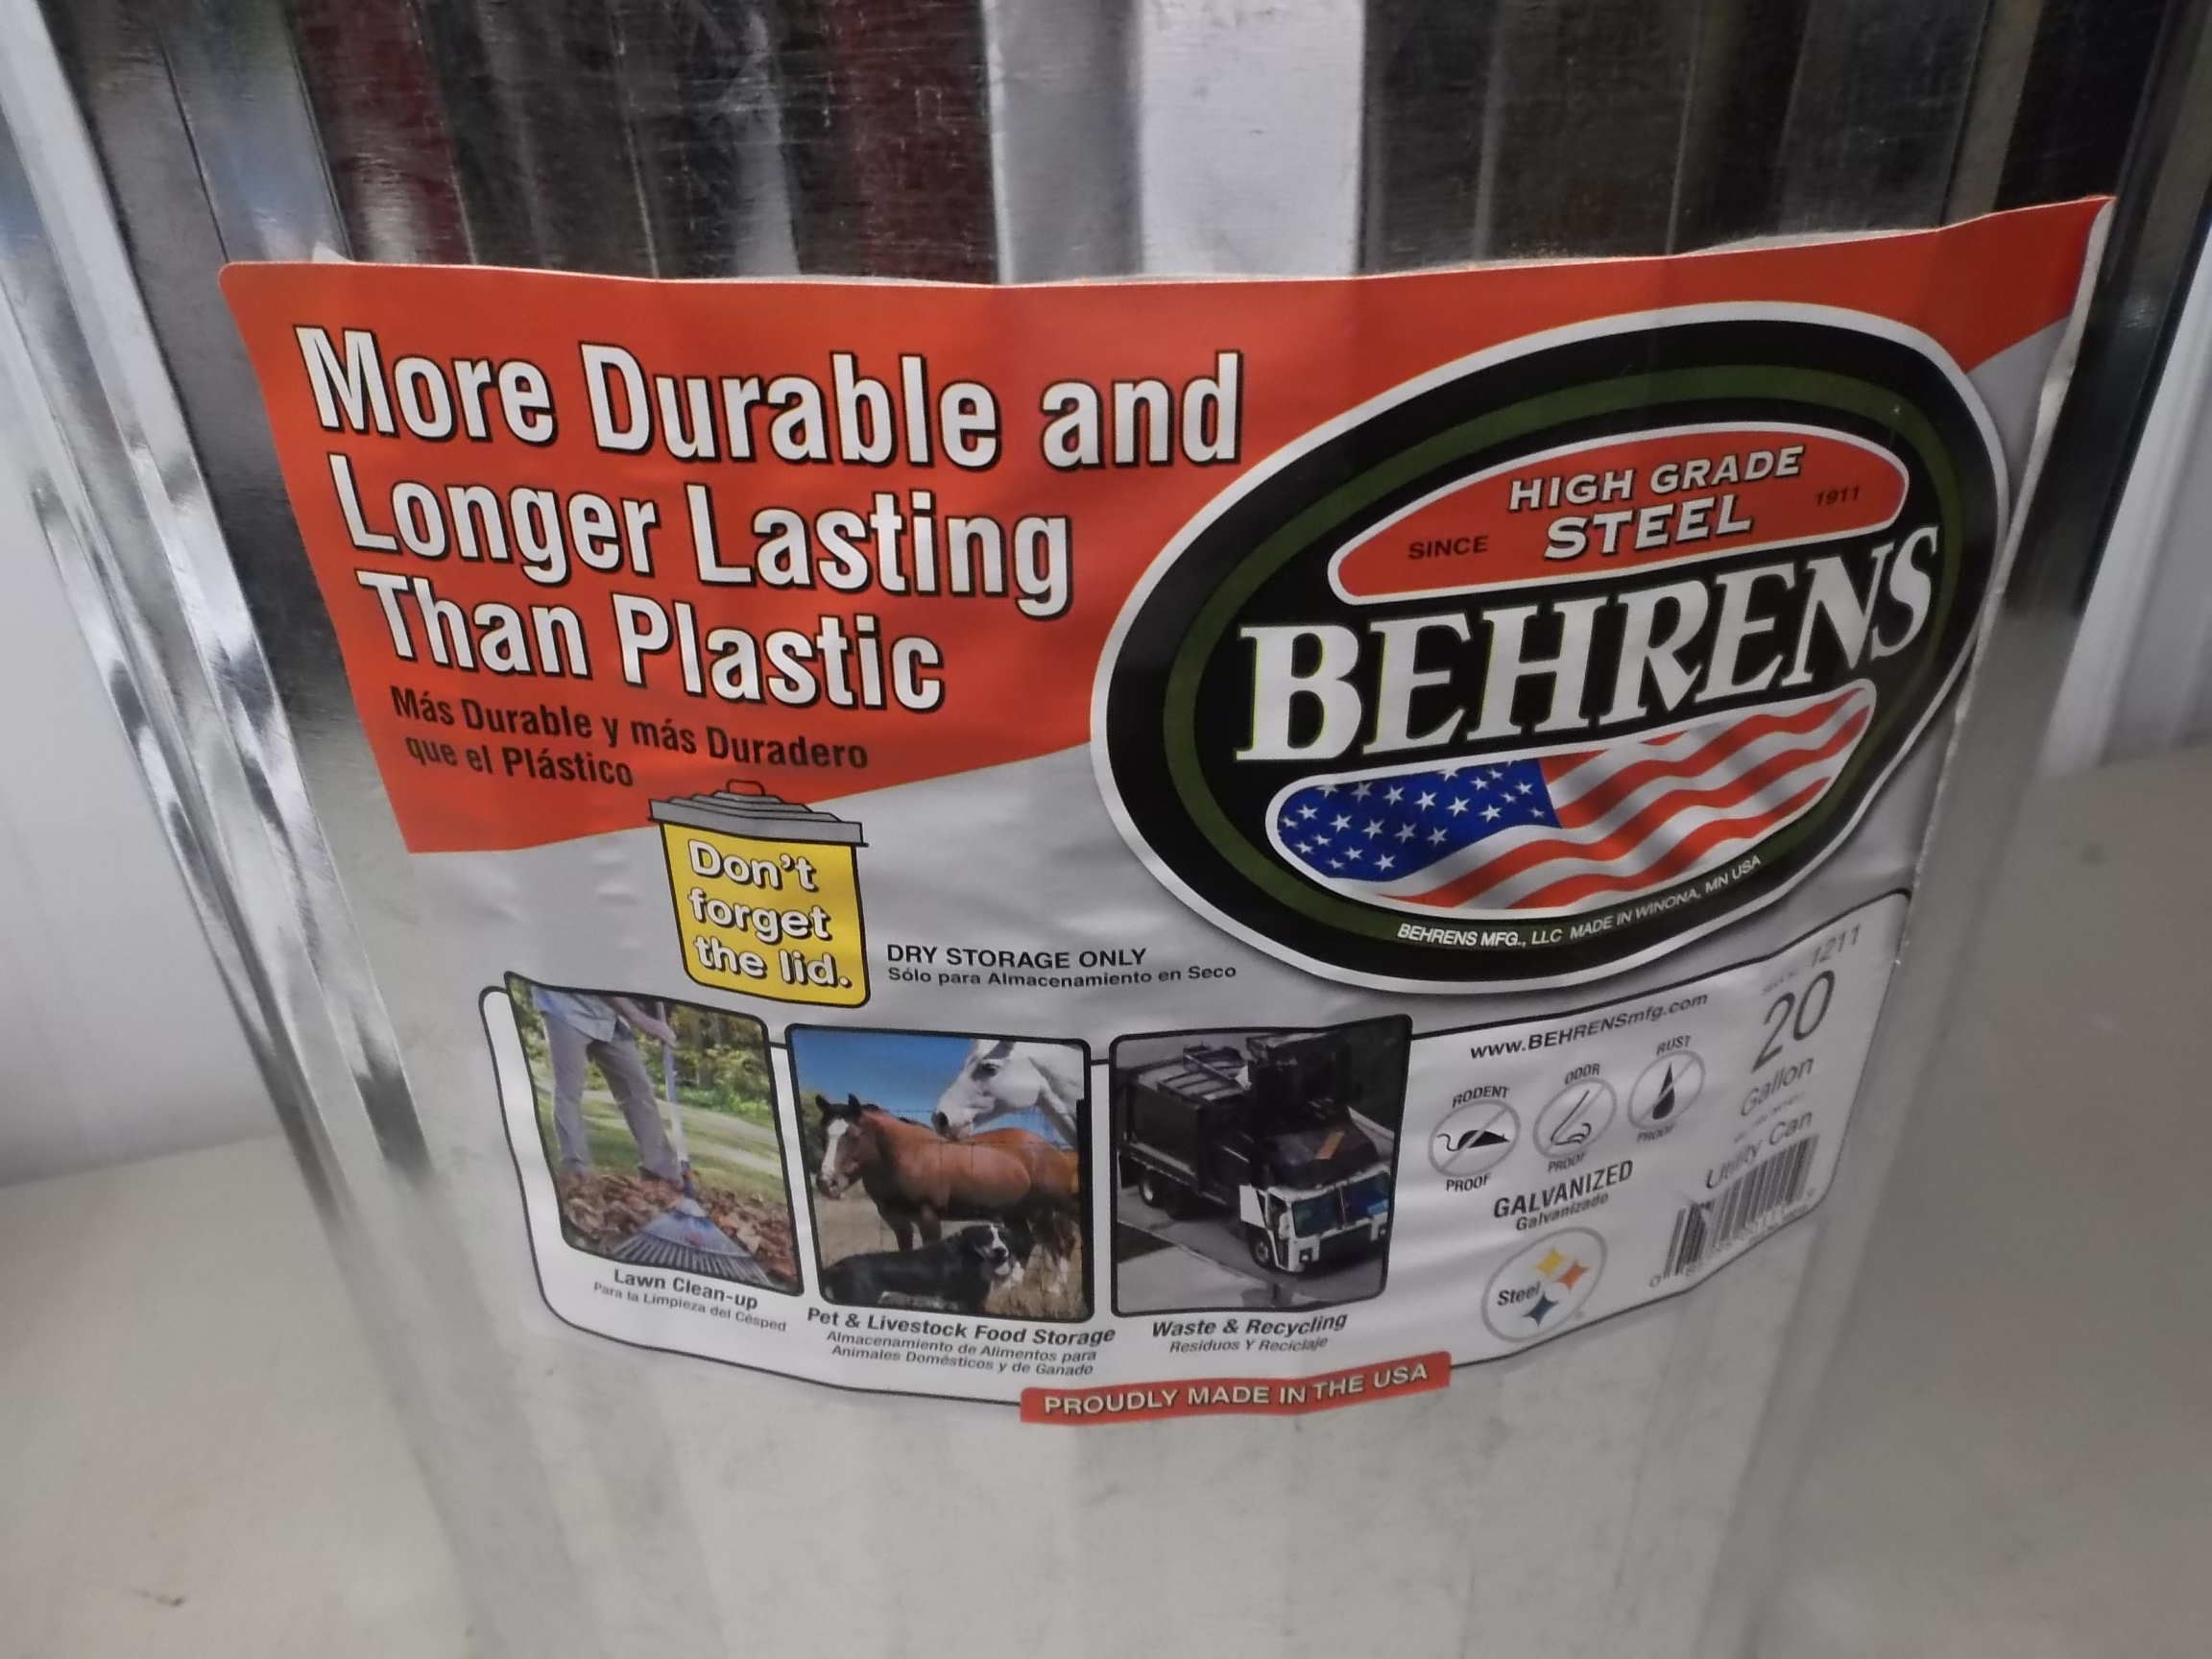 More Durable and
Longer Lasting
Than Plastic
Más Durable y más Duradero
que el Plástico
HIGH GRADE
STEEL
SINCE 1911
BEHRENS
BEHRENS MFG., LLC MADE IN WINONA, MN USA
Don't
forget
the lid.
DRY STORAGE ONLY
Sólo para Almacenamiento en Seco
Lawn Clean-up
Para la Limpieza del Césped
Pet & Livestock Food Storage
Almacenamiento de Alimentos para
Animales Domésticos y de Ganado
Waste & Recycling
Residuos Y Reciclaje
www.BEHRENSmfg.com
RODENT
PROOF
ODOR
PROOF
RUST
PROOF
GALVANIZED
Galvanizado
Steel
1211
20
Gallon
Utility Can
PROUDLY MADE IN THE USA